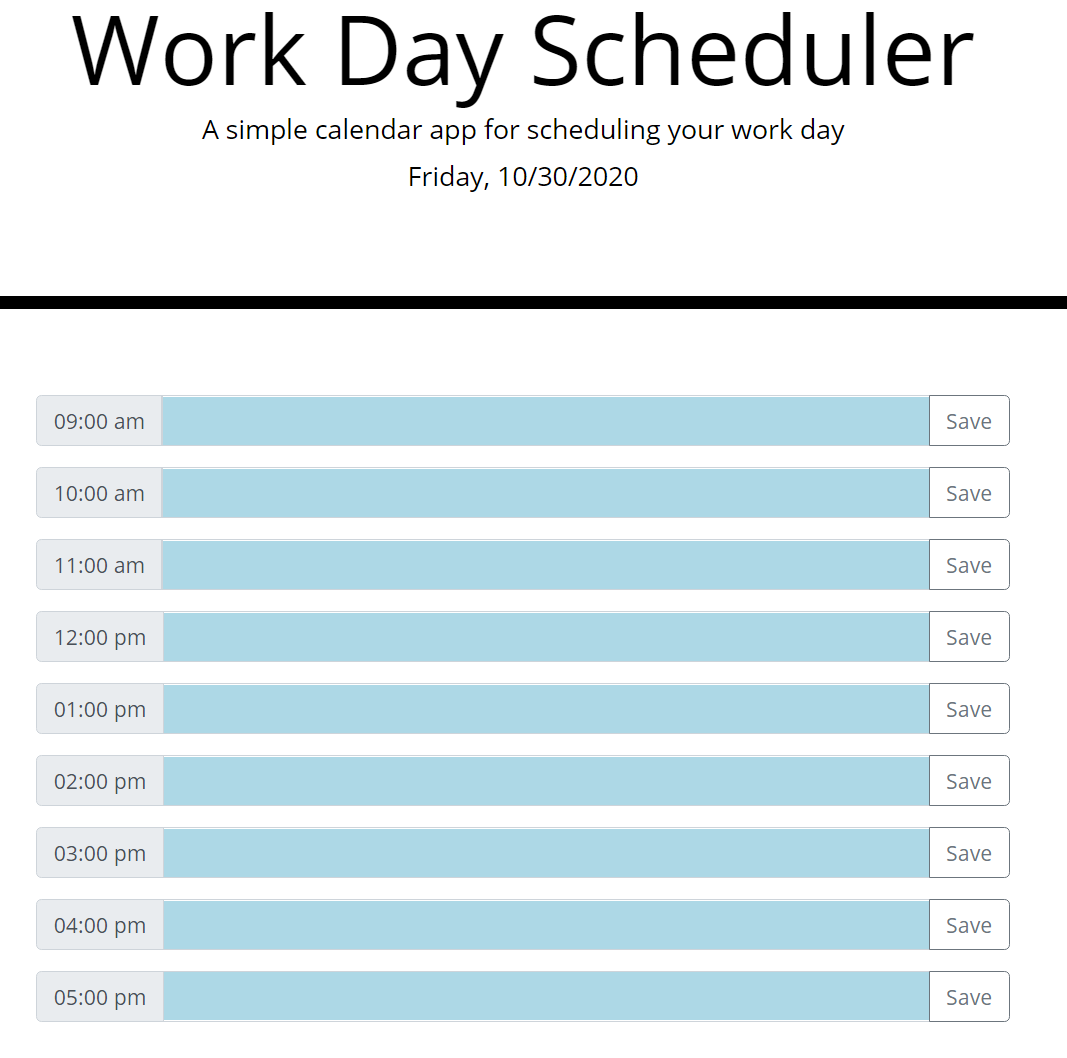 Work Day Scheduler
A simple calendar app for scheduling your work day
Friday, 10/30/2020
09:00 am Save
10:00 am Save
11:00 am Save
12:00 pm Save
01:00 pm Save
02:00 pm Save
03:00 pm Save
04:00 pm Save
05:00 pm Save